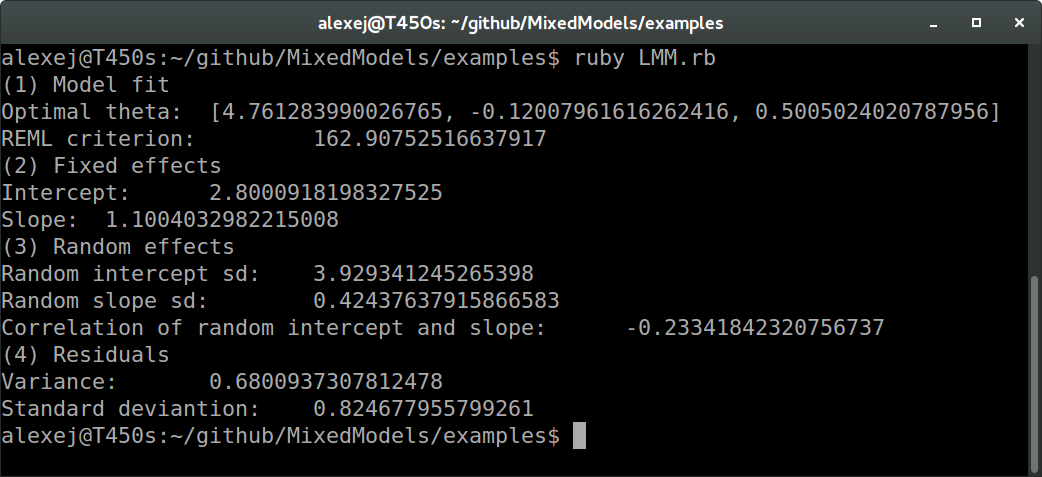 alexej@T450s: ~/github/MixedModels/examples
alexej@T450s:~/github/MixedModels/examples$ ruby LMM.rb
(1) Model fit
Optimal theta:  [4.761283990026765, -0.12007961616262416, 0.50050240207​87956]
REML criterion:         162.90752516637917
(2) Fixed effects
Intercept:      2.8000918198327525
Slope:  1.1004032982215008
(3) Random effects
Random intercept sd:    3.929341245265398
Random slope sd:        0.42437637915866583
Correlation of random intercept and slope:      -0.23341842320756737
(4) Residuals
Variance:       0.6800937307812478
Standard deviantion:    0.824677955799261
alexej@T450s:~/github/MixedModels/examples$